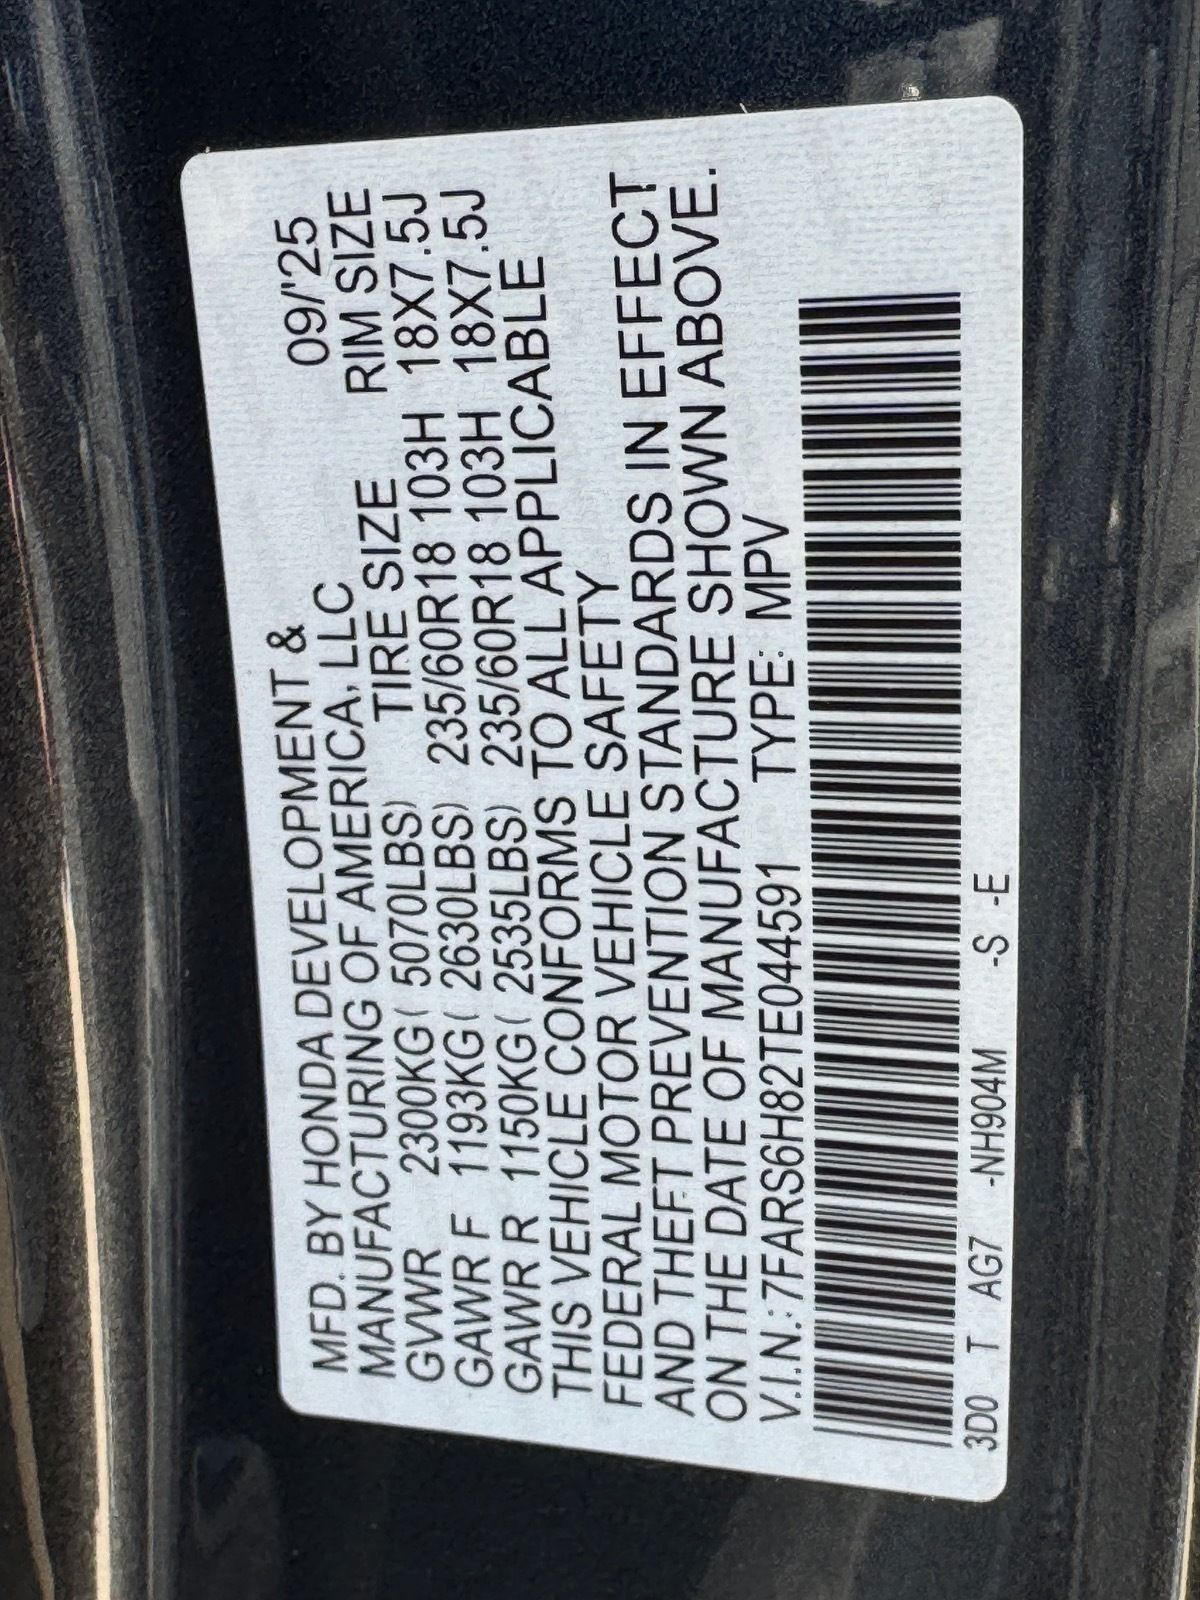 09/'25
MFD. BY HONDA DEVELOPMENT &
MANUFACTURING OF AMERICA, LLC
TIRE SIZE RIM SIZE
GVWR 2300KG( 5070LBS) 235/60R18 103H 18X7.5J
GAWR F 1193KG( 2630LBS) 235/60R18 103H 18X7.5J
GAWR R 1150KG( 2535LBS)
THIS VEHICLE CONFORMS TO ALL APPLICABLE
FEDERAL MOTOR VEHICLE SAFETY
AND THEFT PREVENTION STANDARDS IN EFFECT
ON THE DATE OF MANUFACTURE SHOWN ABOVE.
V.I.N.: 7FARS6H82TE044591 TYPE: MPV
3D0 T AG7 -NH904M -S -E